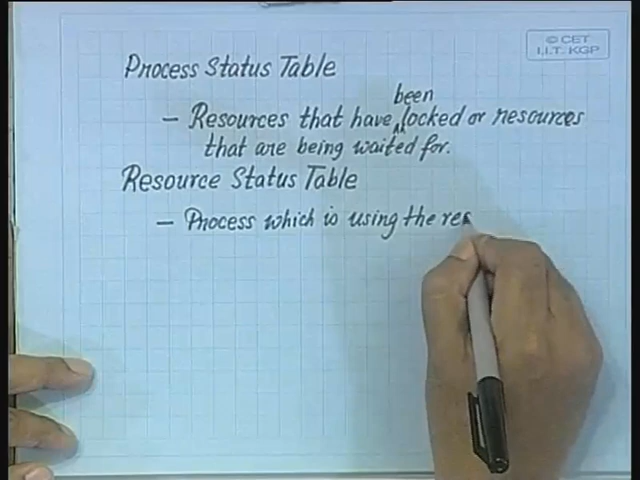 © CET
I.I.T. KGP
Process Status Table
been
– Resources that have locked or resources
that are being waited for.
Resource Status Table
– Process which is using the res